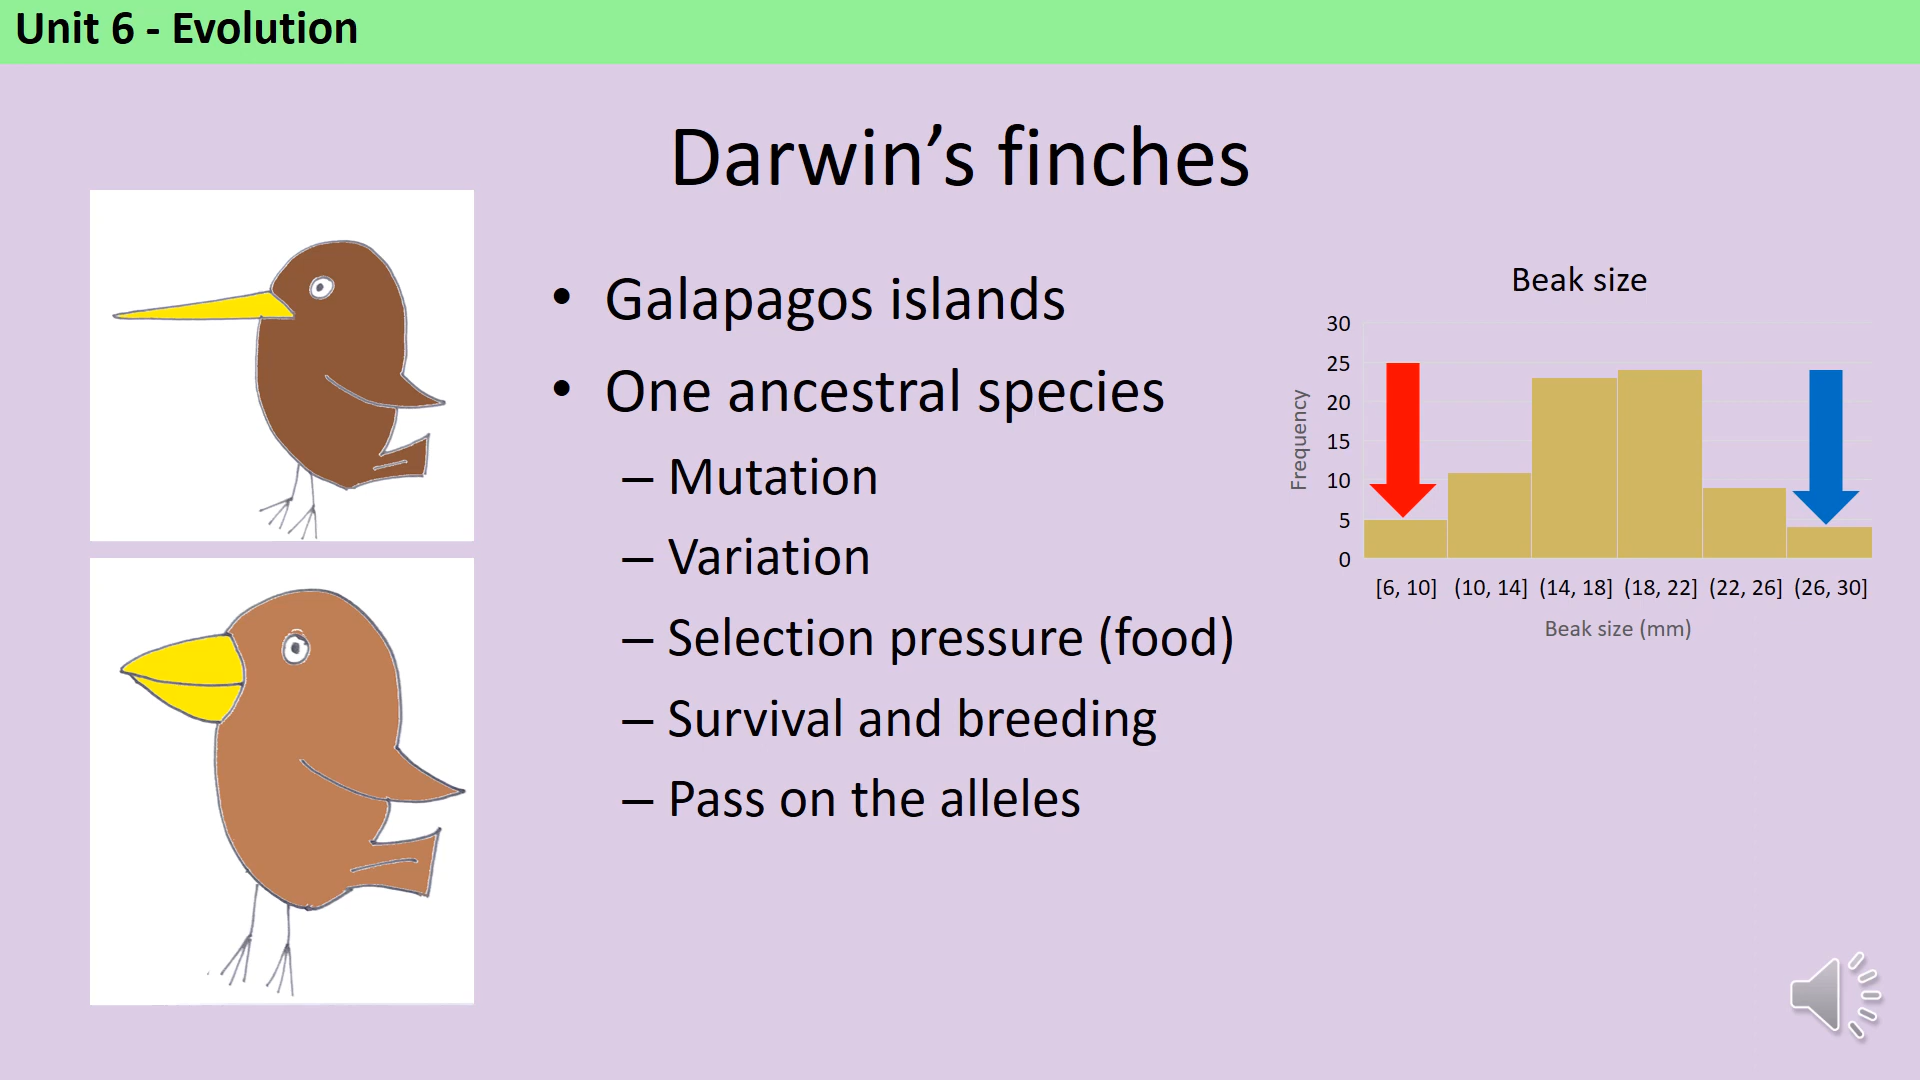 Unit 6 - Evolution
Darwin’s finches
• Galapagos islands
• One ancestral species
– Mutation
– Variation
– Selection pressure (food)
– Survival and breeding
– Pass on the alleles
Beak size
30
25
20
15
10
5
0
Frequency
[6, 10] (10, 14] (14, 18] (18, 22] (22, 26] (26, 30]
Beak size (mm)